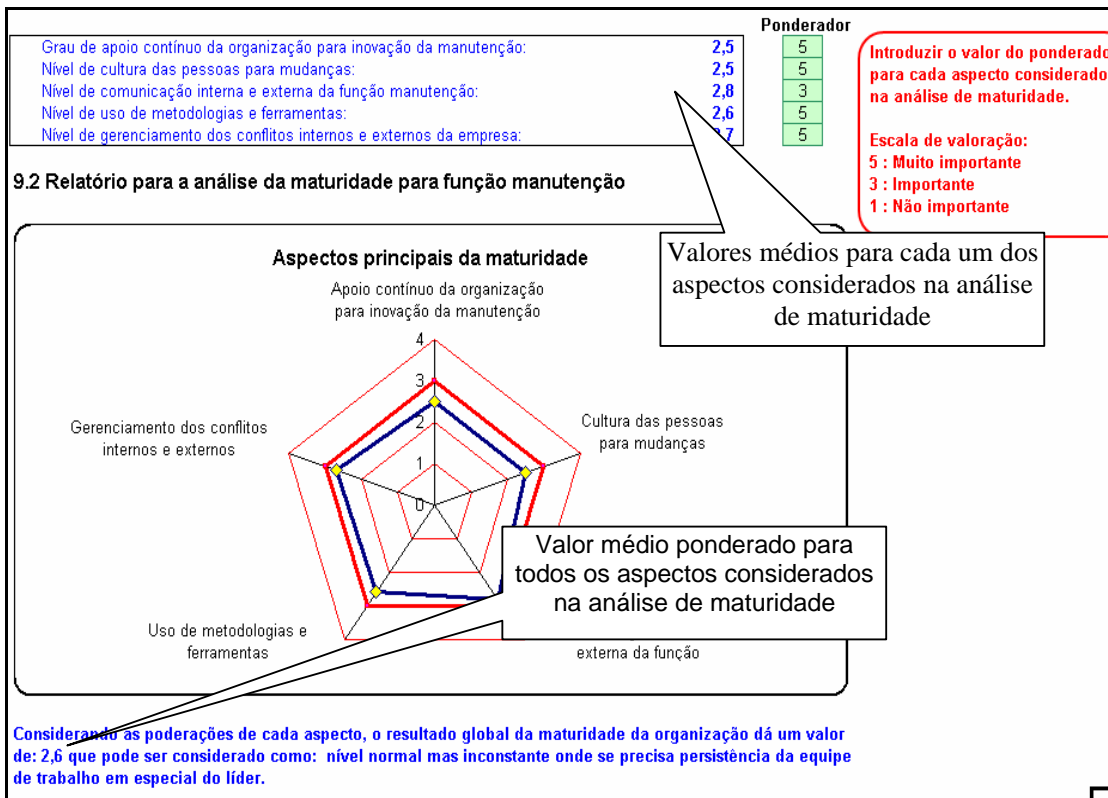 Ponderador
Grau de apoio contínuo da organização para inovação da manutenção: 2,5 5
Nível de cultura das pessoas para mudanças: 2,5 5
Nível de comunicação interna e externa da função manutenção: 2,8 3
Nível de uso de metodologias e ferramentas: 2,6 5
Nível de gerenciamento dos conflitos internos e externos da empresa: 2,7 5
Introduzir o valor do ponderado
para cada aspecto considerado
na análise de maturidade.
Escala de valoração:
5 : Muito importante
3 : Importante
1 : Não importante
9.2 Relatório para a análise da maturidade para função manutenção
Valores médios para cada um dos
aspectos considerados na análise
de maturidade
Aspectos principais da maturidade
Apoio contínuo da organização
para inovação da manutenção
4
3
2
1
0
Cultura das pessoas
para mudanças
Gerenciamento dos conflitos
internos e externos
Valor médio ponderado para
todos os aspectos considerados
na análise de maturidade
Uso de metodologias e
ferramentas
externa da função
Considerando as poderações de cada aspecto, o resultado global da maturidade da organização dá um valor
de: 2,6 que pode ser considerado como: nível normal mas inconstante onde se precisa persistência da equipe
de trabalho em especial do líder.